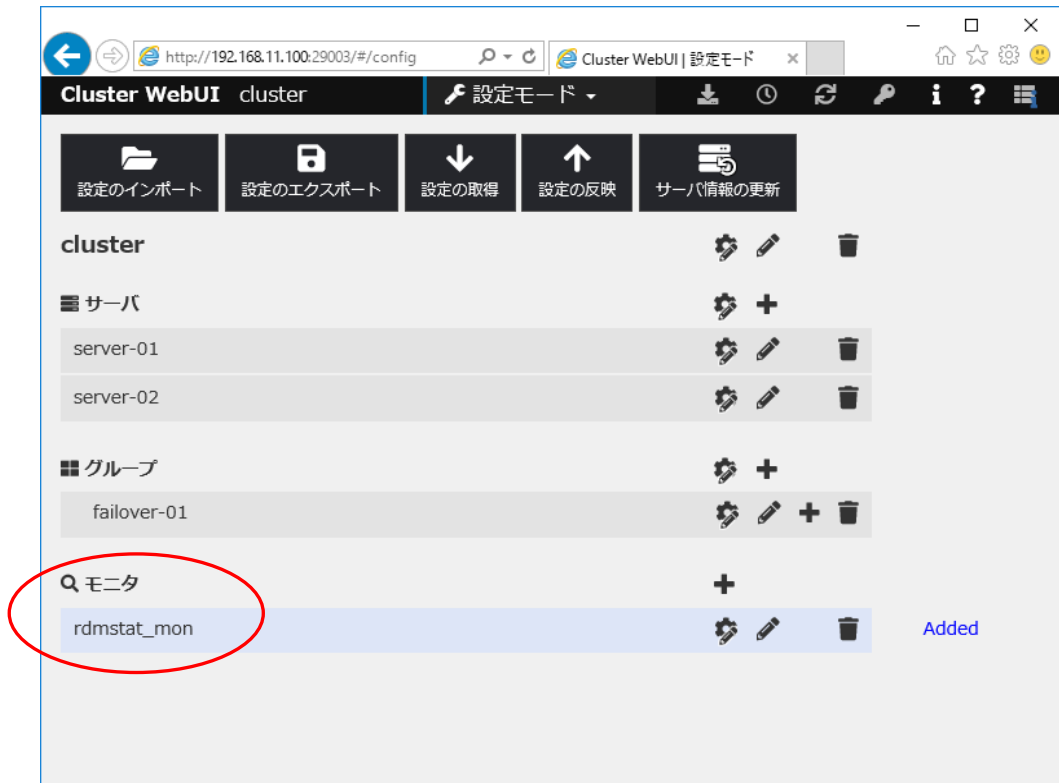 http://192.168.11.100:29003/#/config
Cluster WebUI | 設定モード
Cluster WebUI cluster 設定モード
設定のインポート 設定のエクスポート 設定の取得 設定の反映 サーバ情報の更新
cluster
サーバ
server-01
server-02
グループ
failover-01
モニタ
rdmstat_mon Added